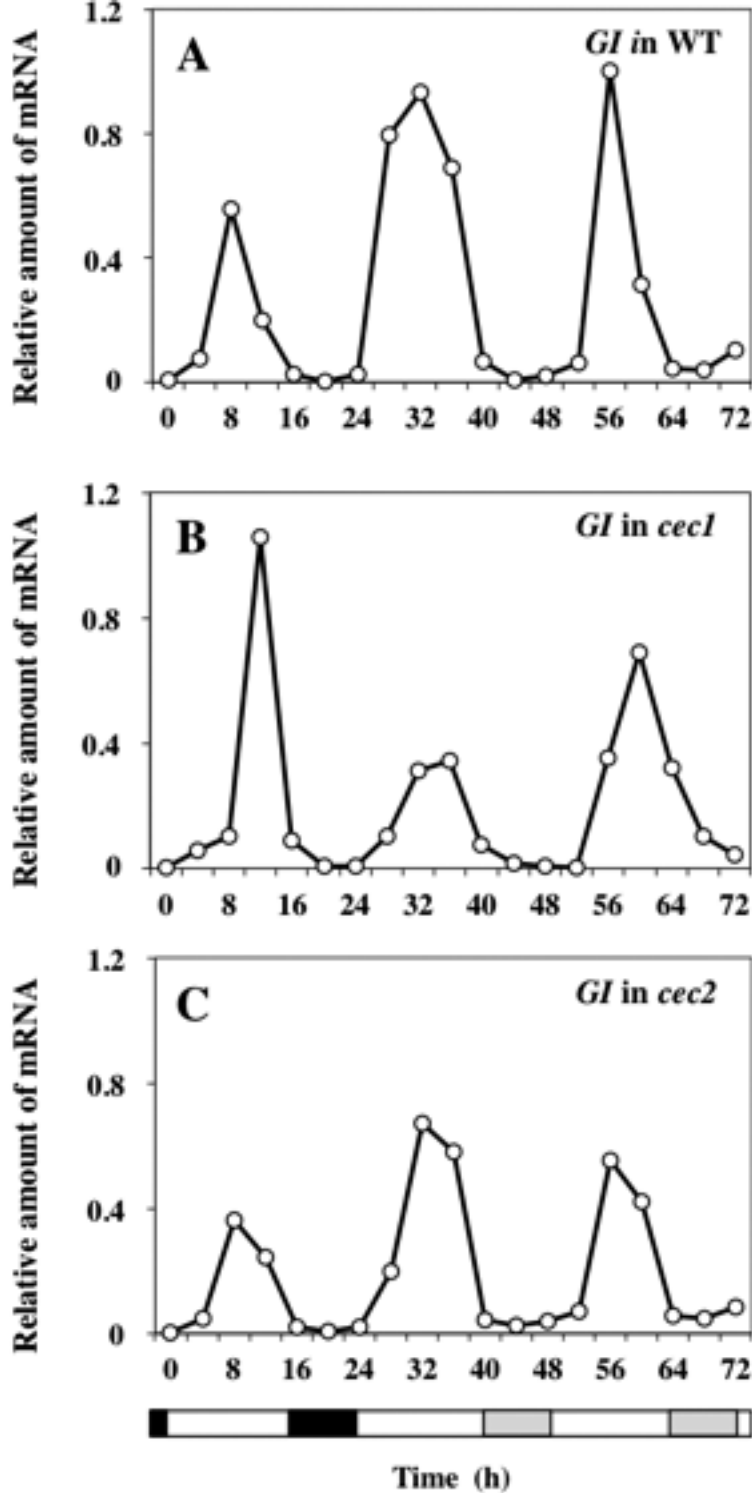 A
GI in WT
Relative amount of mRNA
1.2
0.8
0.4
0
0 8 16 24 32 40 48 56 64 72
B
GI in cec1
Relative amount of mRNA
1.2
0.8
0.4
0
0 8 16 24 32 40 48 56 64 72
C
GI in cec2
Relative amount of mRNA
1.2
0.8
0.4
0
0 8 16 24 32 40 48 56 64 72
Time (h)